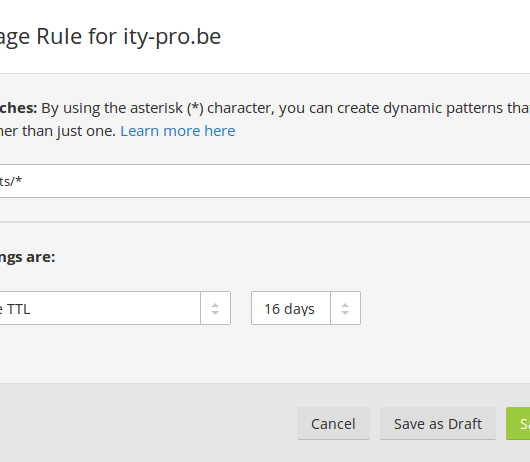 age Rule for ity-pro.be
ches: By using the asterisk (*) character, you can create dynamic patterns tha
her than just one. Learn more here
ts/*
ngs are:
e TTL 16 days
Cancel Save as Draft Sa